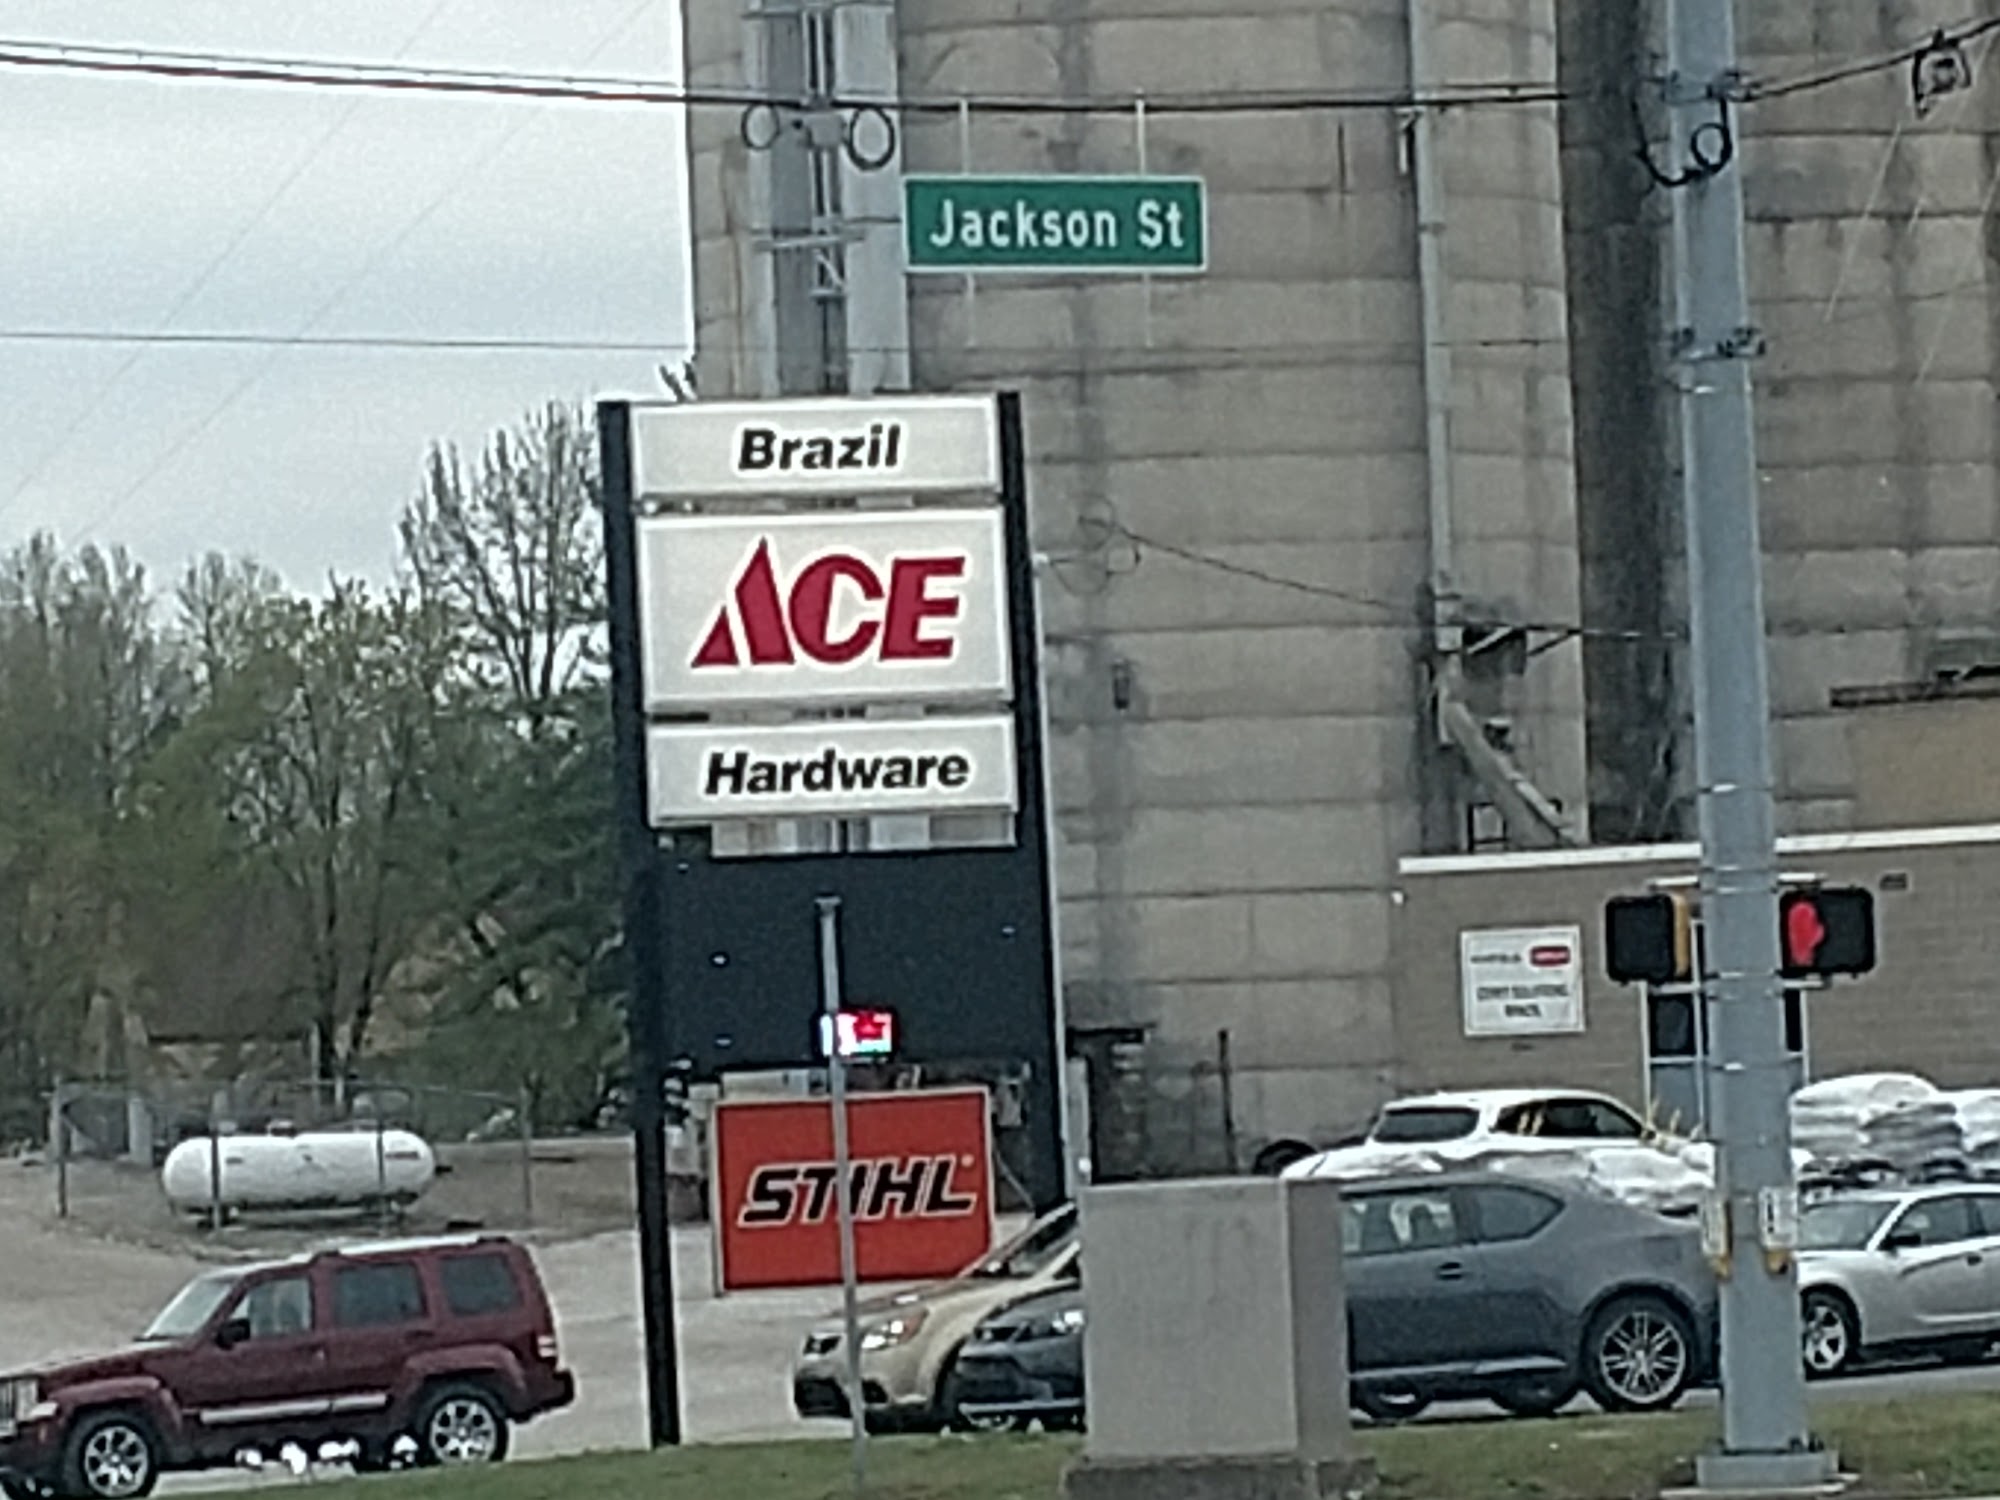 Jackson St
Brazil
ACE
Hardware
STIHL